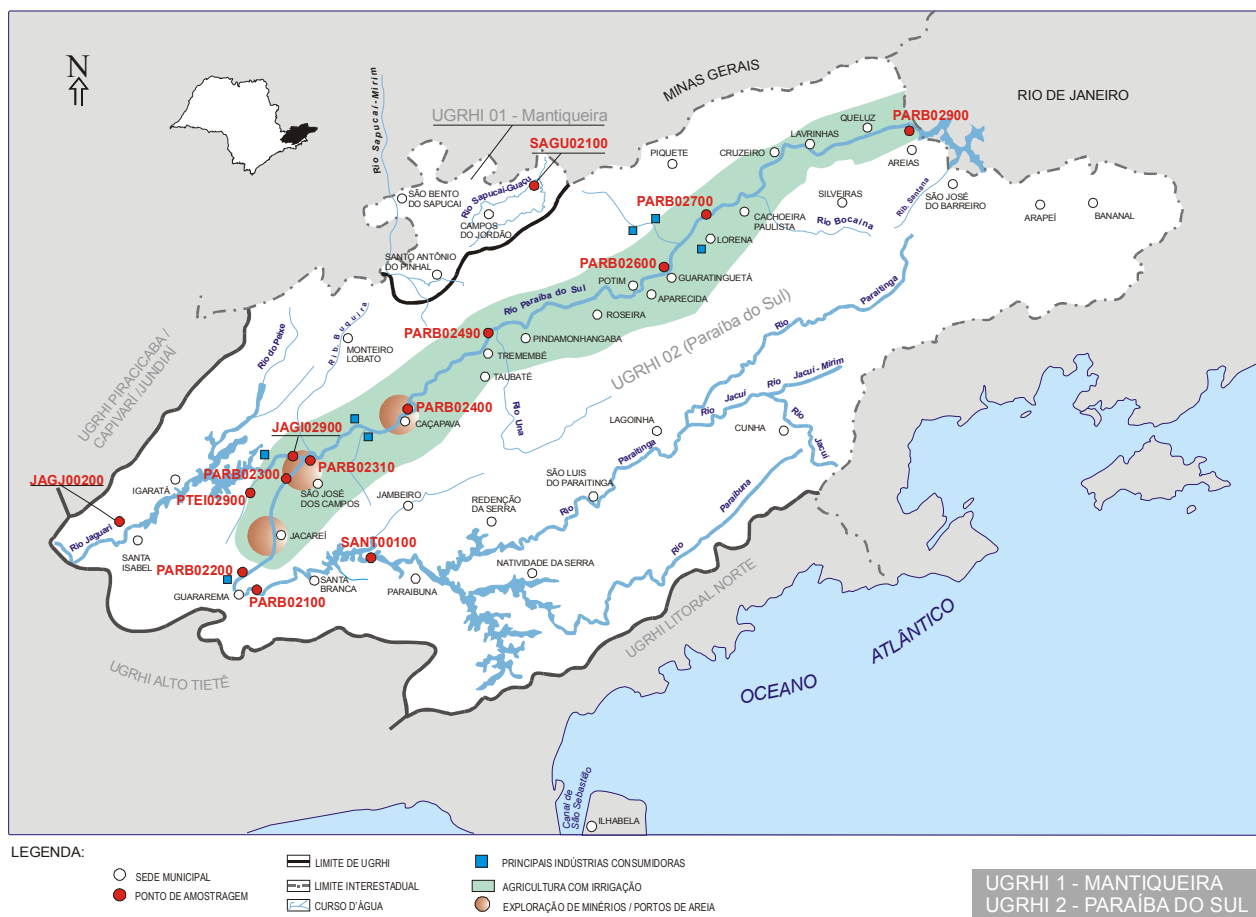 N
MINAS GERAIS
RIO DE JANEIRO
UGRHI 01 - Mantiqueira
Rio Sapucaí-Mirim
SAGU02100
Rio Sapucaí-Guaçu
SÃO BENTO
DO SAPUCAÍ
CAMPOS
DO JORDÃO
SANTO ANTÔNIO
DO PINHAL
PIQUETE
CRUZEIRO
LAVRINHAS
QUELUZ
PARB02900
AREIAS
SÃO JOSÉ
DO BARREIRO
ARAPEÍ
BANANAL
SILVEIRAS
Rio Bocaina
Rib. Santana
PARB02700
CACHOEIRA
PAULISTA
LORENA
PARB02600
GUARATINGUETÁ
POTIM
APARECIDA
ROSEIRA
Rio Paraíba do Sul
PARB02490
PINDAMONHANGABA
TREMEMBÉ
TAUBATÉ
UGRHI 02 (Paraíba do Sul)
Rio Paraitinga
Rio Una
Rio do Peixe
Rib. Buquira
MONTEIRO
LOBATO
UGRHI PIRACICABA /
CAPIVARÍ /JUNDIAÍ
PARB02400
CAÇAPAVA
JAGI02900
PARB02310
PARB02300
PTEI02900
SÃO JOSÉ
DOS CAMPOS
JAGJ00200
IGARATÁ
Rio Jaguari
SANTA
ISABEL
JACAREÍ
JAMBEIRO
REDENÇÃO
DA SERRA
SÃO LUIS
DO PARAITINGA
LAGOINHA
Rio Paraitinga
Rio Jacuí
Rio Jacuí - Mirim
CUNHA
Rio Jacuí
Rio Paraibuna
SANT00100
PARB02200
GUARAREMA
PARB02100
SANTA
BRANCA
PARAIBUNA
NATIVIDADE DA SERRA
UGRHI LITORAL NORTE
UGRHI ALTO TIETÊ
OCEANO
ATLÂNTICO
Canal de
São Sebastião
ILHABELA
LEGENDA:
SEDE MUNICIPAL
PONTO DE AMOSTRAGEM
LIMITE DE UGRHI
LIMITE INTERESTADUAL
CURSO D'ÁGUA
PRINCIPAIS INDÚSTRIAS CONSUMIDORAS
AGRICULTURA COM IRRIGAÇÃO
EXPLORAÇÃO DE MINÉRIOS / PORTOS DE AREIA
UGRHI 1 - MANTIQUEIRA
UGRHI 2 - PARAÍBA DO SUL